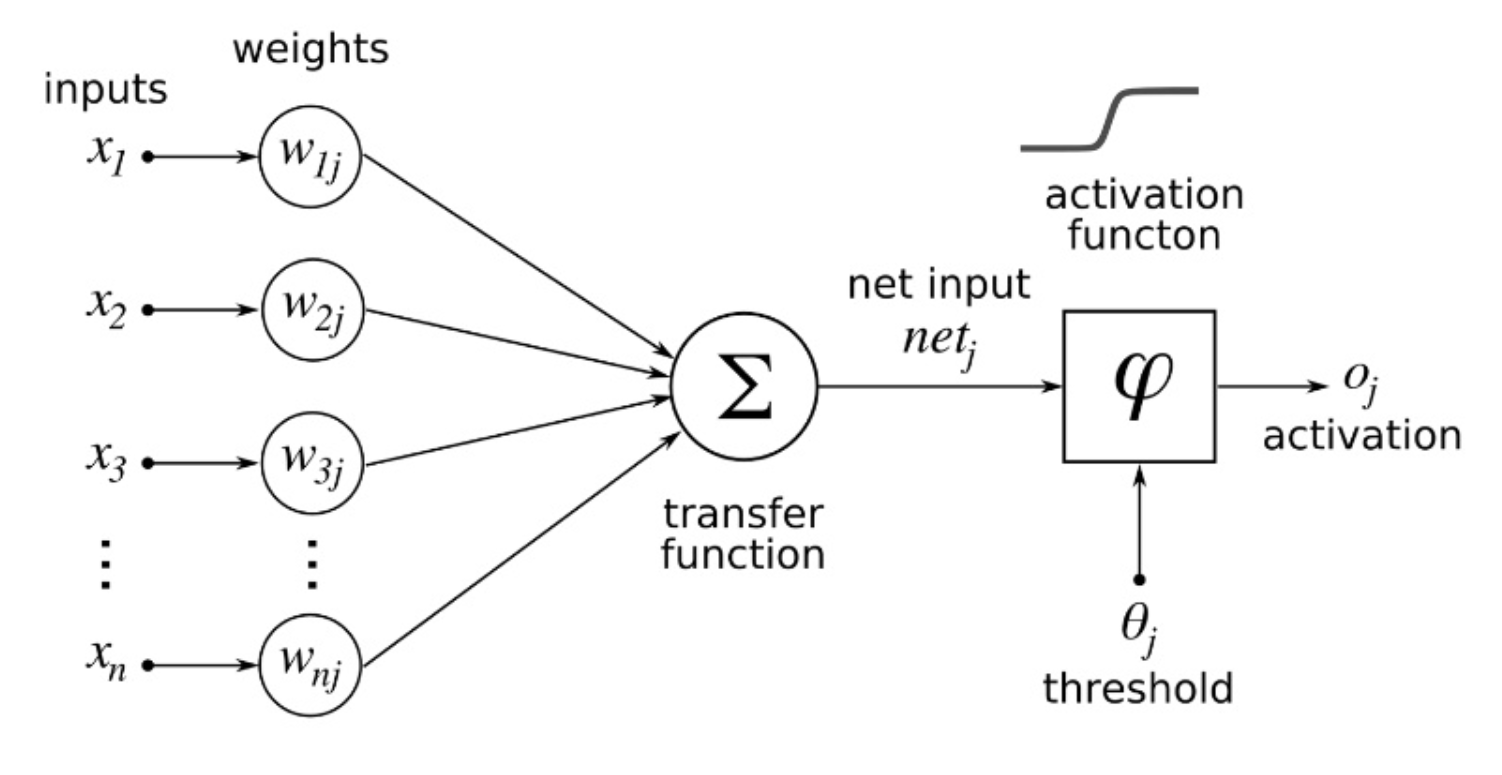 weights
inputs
x1
w1j
x2
w2j
x3
w3j
⋮ ⋮
xn
wnj
Σ
transfer
function
net input
netj
activation
functon
φ
oj
activation
θj
threshold